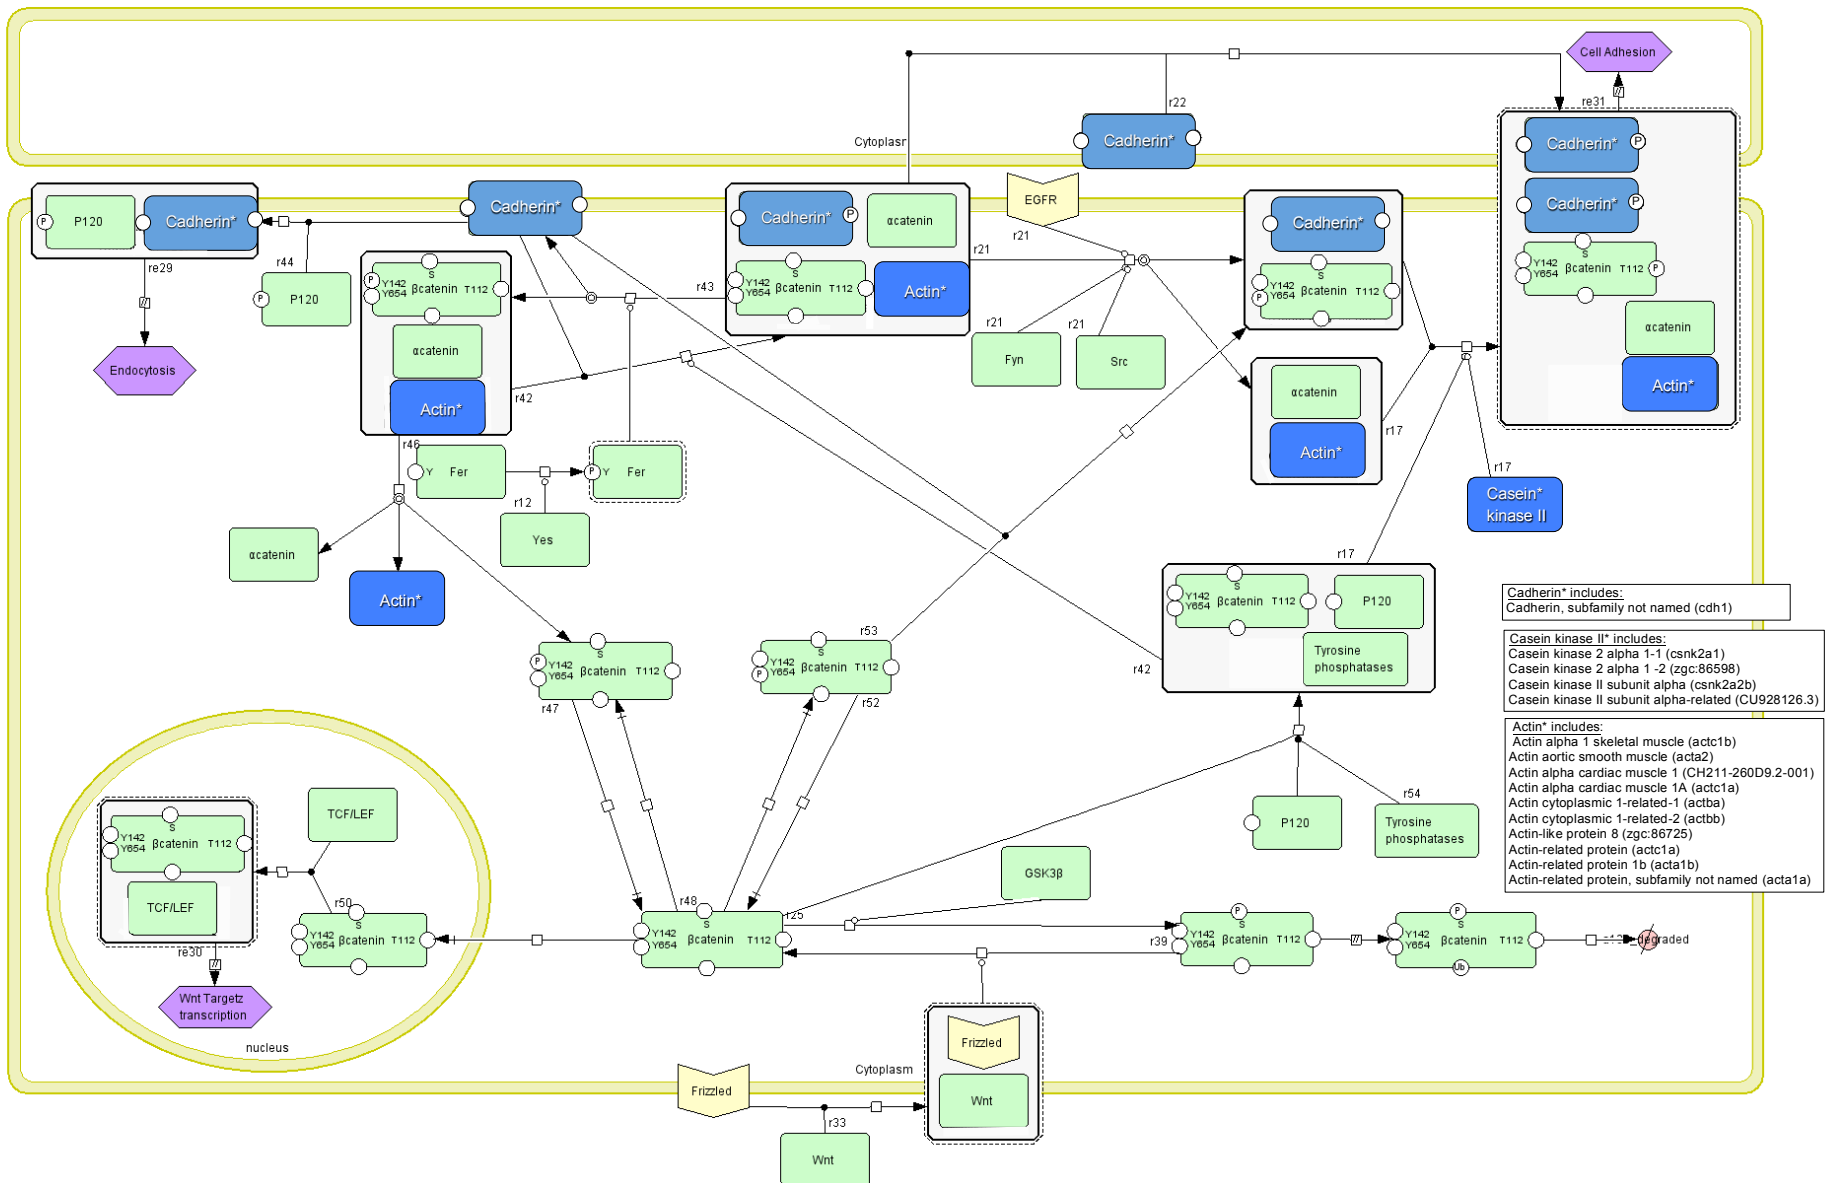 Cell Adhesion
re31
r22
Cytoplasr
Cadherin*
Cadherin*
P
Cadherin*
P
S
Y142
Y654
βcatenin
T112
P
αcatenin
Actin*
P
P120
Cadherin*
re29
Endocytosis
r44
P
P120
Cadherin*
Cadherin*
P
αcatenin
S
Y142
Y654
βcatenin
T112
Actin*
EGFR
r21
r21
r21
Fyn
r21
Src
Cadherin*
S
Y142
P
Y654
βcatenin
T112
αcatenin
Actin*
r17
r17
Casein*
kinase II
r17
r43
S
P
Y142
Y654
βcatenin
T112
αcatenin
Actin*
r42
r46
Y
Fer
P
Y
Fer
r12
Yes
αcatenin
Actin*
S
P
Y142
Y654
βcatenin
T112
r47
r53
S
Y142
P
Y654
βcatenin
T112
r52
r42
S
Y142
Y654
βcatenin
T112
P120
Tyrosine
phosphatases
P120
r54
Tyrosine
phosphatases
Cadherin* includes:
Cadherin, subfamily not named (cdh1)
Casein kinase II* includes:
Casein kinase 2 alpha 1-1 (csnk2a1)
Casein kinase 2 alpha 1 -2 (zgc:86598)
Casein kinase II subunit alpha (csnk2a2b)
Casein kinase II subunit alpha-related (CU928126.3)
Actin* includes:
Actin alpha 1 skeletal muscle (actc1b)
Actin aortic smooth muscle (acta2)
Actin alpha cardiac muscle 1 (CH211-260D9.2-001)
Actin alpha cardiac muscle 1A (actc1a)
Actin cytoplasmic 1-related-1 (actba)
Actin cytoplasmic 1-related-2 (actbb)
Actin-like protein 8 (zgc:86725)
Actin-related protein (actc1a)
Actin-related protein 1b (acta1b)
Actin-related protein, subfamily not named (acta1a)
S
Y142
Y654
βcatenin
T112
TCF/LEF
re30
Wnt Targetz
transcription
nucleus
TCF/LEF
r50
S
Y142
Y654
βcatenin
T112
r48
S
Y142
Y654
βcatenin
T112
r25
GSK3β
r39
P
S
Y142
Y654
βcatenin
T112
P
S
Y142
Y654
βcatenin
T112
Ub
degraded
Frizzled
Wnt
Cytoplasm
Frizzled
r33
Wnt